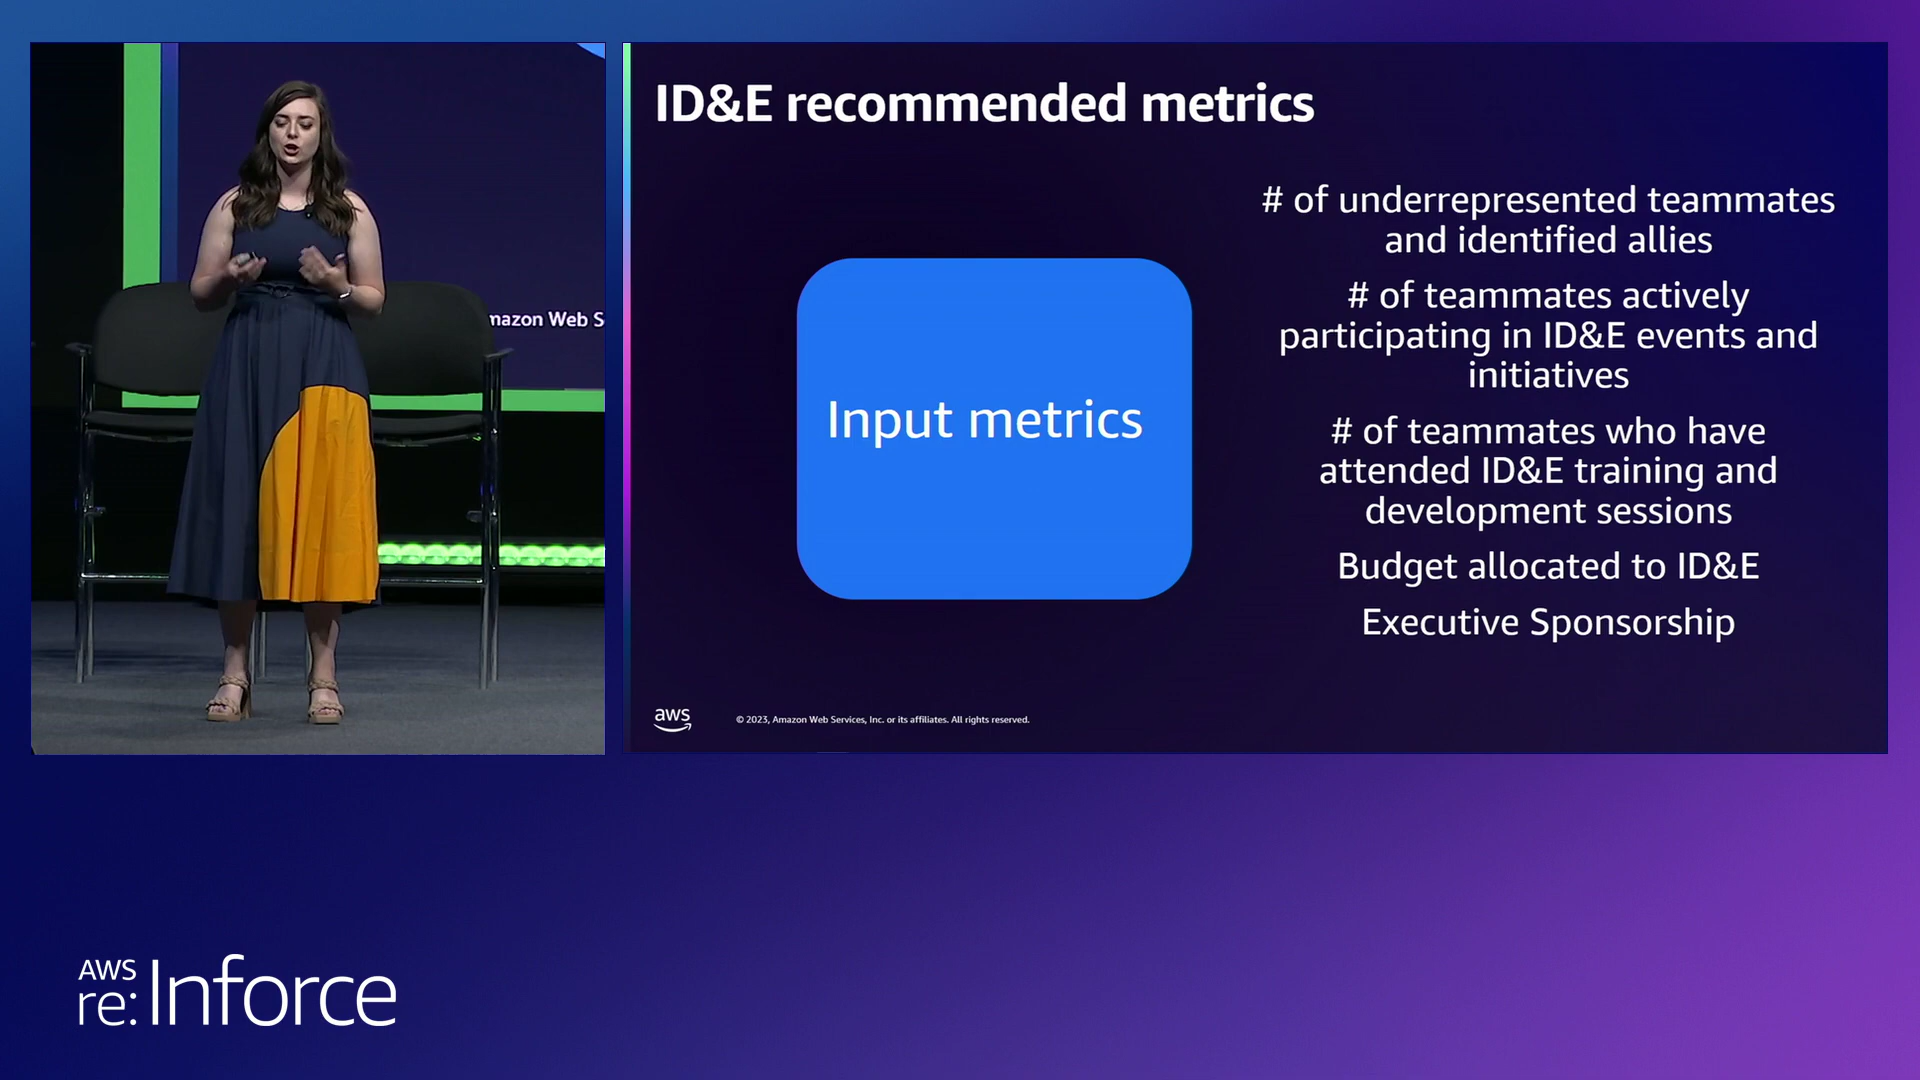 mazon Web S
ID&E recommended metrics
Input metrics
# of underrepresented teammates
and identified allies
# of teammates actively
participating in ID&E events and
initiatives
# of teammates who have
attended ID&E training and
development sessions
Budget allocated to ID&E
Executive Sponsorship
aws
© 2023, Amazon Web Services, Inc. or its affiliates. All rights reserved.
AWS
re:Inforce